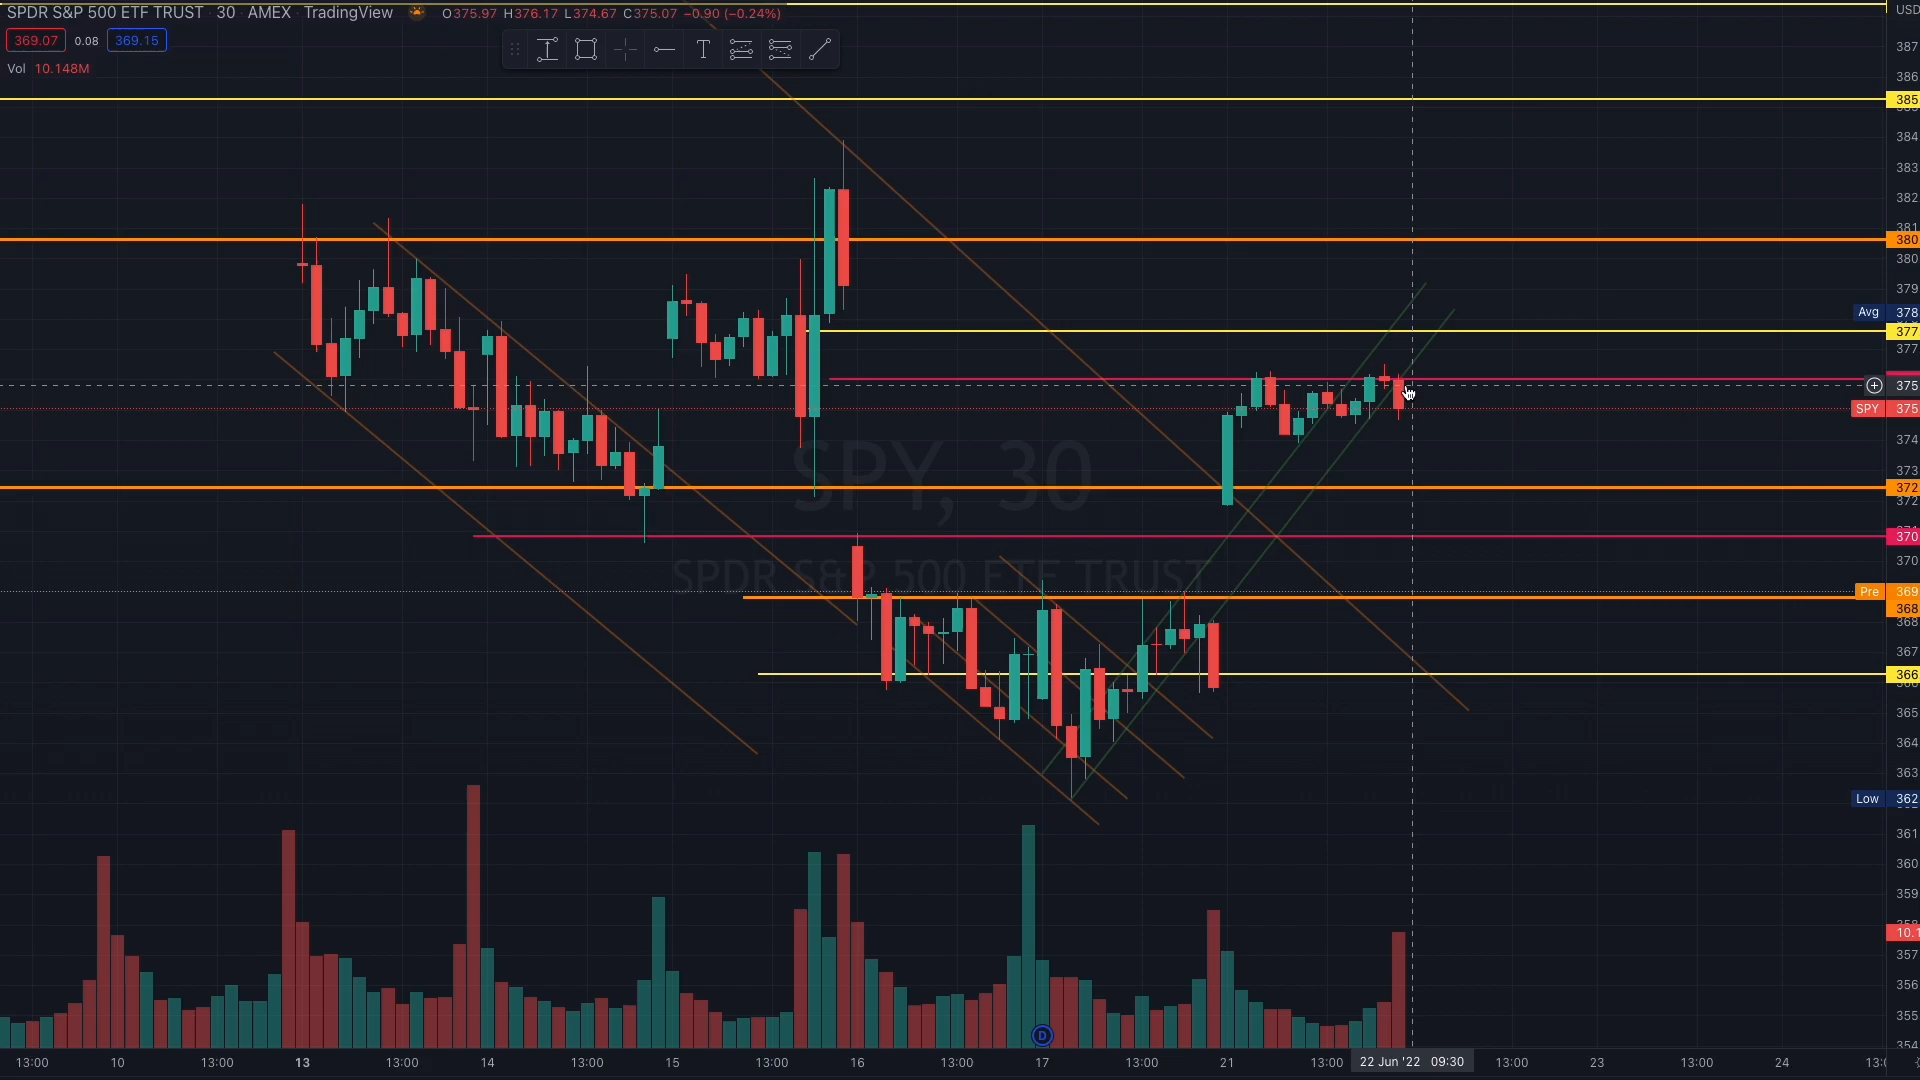 SPDR S&P 500 ETF TRUST 30 AMEX TradingView O375.97 H376.17 L374.67 C375.07 −0.90 (−0.24%)
369.07 0.08 369.15
Vol 10.148M
T
SPY, 30
SPDR S&P 500 ETF TRUST
USD
387
386
385
384
383
382
381
380
380
379
Avg 378
377
377
375
SPY 375
374
373
372
372
370
370
Pre 369
368
368
367
366
365
364
363
Low 362
361
360
359
358
10.1
357
356
355
354
D
13:00 10 13:00 13 13:00 14 13:00 15 13:00 16 13:00 17 13:00 21 13:00 22 Jun '22 09:30 13:00 23 13:00 24